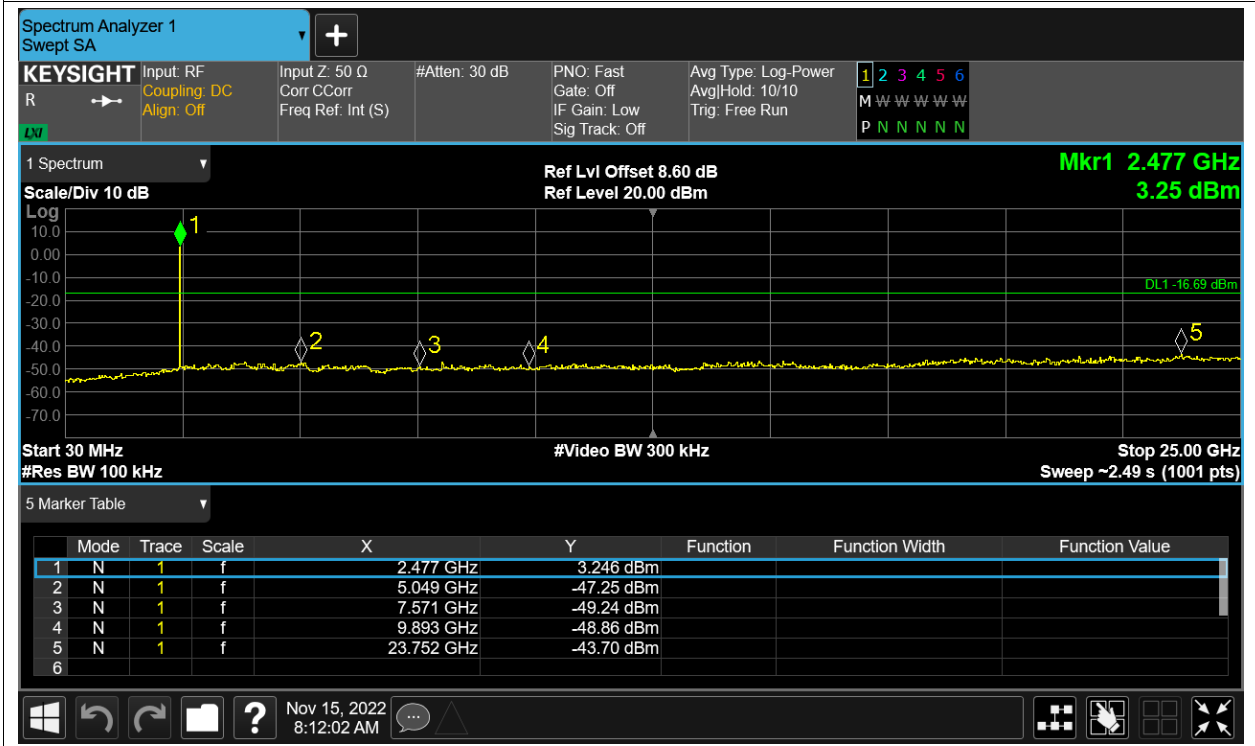 Spectrum Analyzer 1
Swept SA
+
KEYSIGHT Input: RF Input Z: 50 Ω #Atten: 30 dB PNO: Fast Avg Type: Log-Power 1 2 3 4 5 6
R Coupling: DC Corr CCorr Gate: Off Avg|Hold: 10/10 M W W W W W
Align: Off Freq Ref: Int (S) IF Gain: Low Trig: Free Run
LXI Sig Track: Off P N N N N N
1 Spectrum Ref Lvl Offset 8.60 dB Mkr1 2.477 GHz
Scale/Div 10 dB Ref Level 20.00 dBm 3.25 dBm
Log
1
10.0
0.00
-10.0
DL1 -16.69 dBm
-20.0
-30.0
2 3 4 5
-40.0
-50.0
-60.0
-70.0
Start 30 MHz #Video BW 300 kHz Stop 25.00 GHz
#Res BW 100 kHz Sweep ~2.49 s (1001 pts)
5 Marker Table
Mode Trace Scale X Y Function Function Width Function Value
1 N 1 f 2.477 GHz 3.246 dBm
2 N 1 f 5.049 GHz -47.25 dBm
3 N 1 f 7.571 GHz -49.24 dBm
4 N 1 f 9.893 GHz -48.86 dBm
5 N 1 f 23.752 GHz -43.70 dBm
6
? Nov 15, 2022
8:12:02 AM